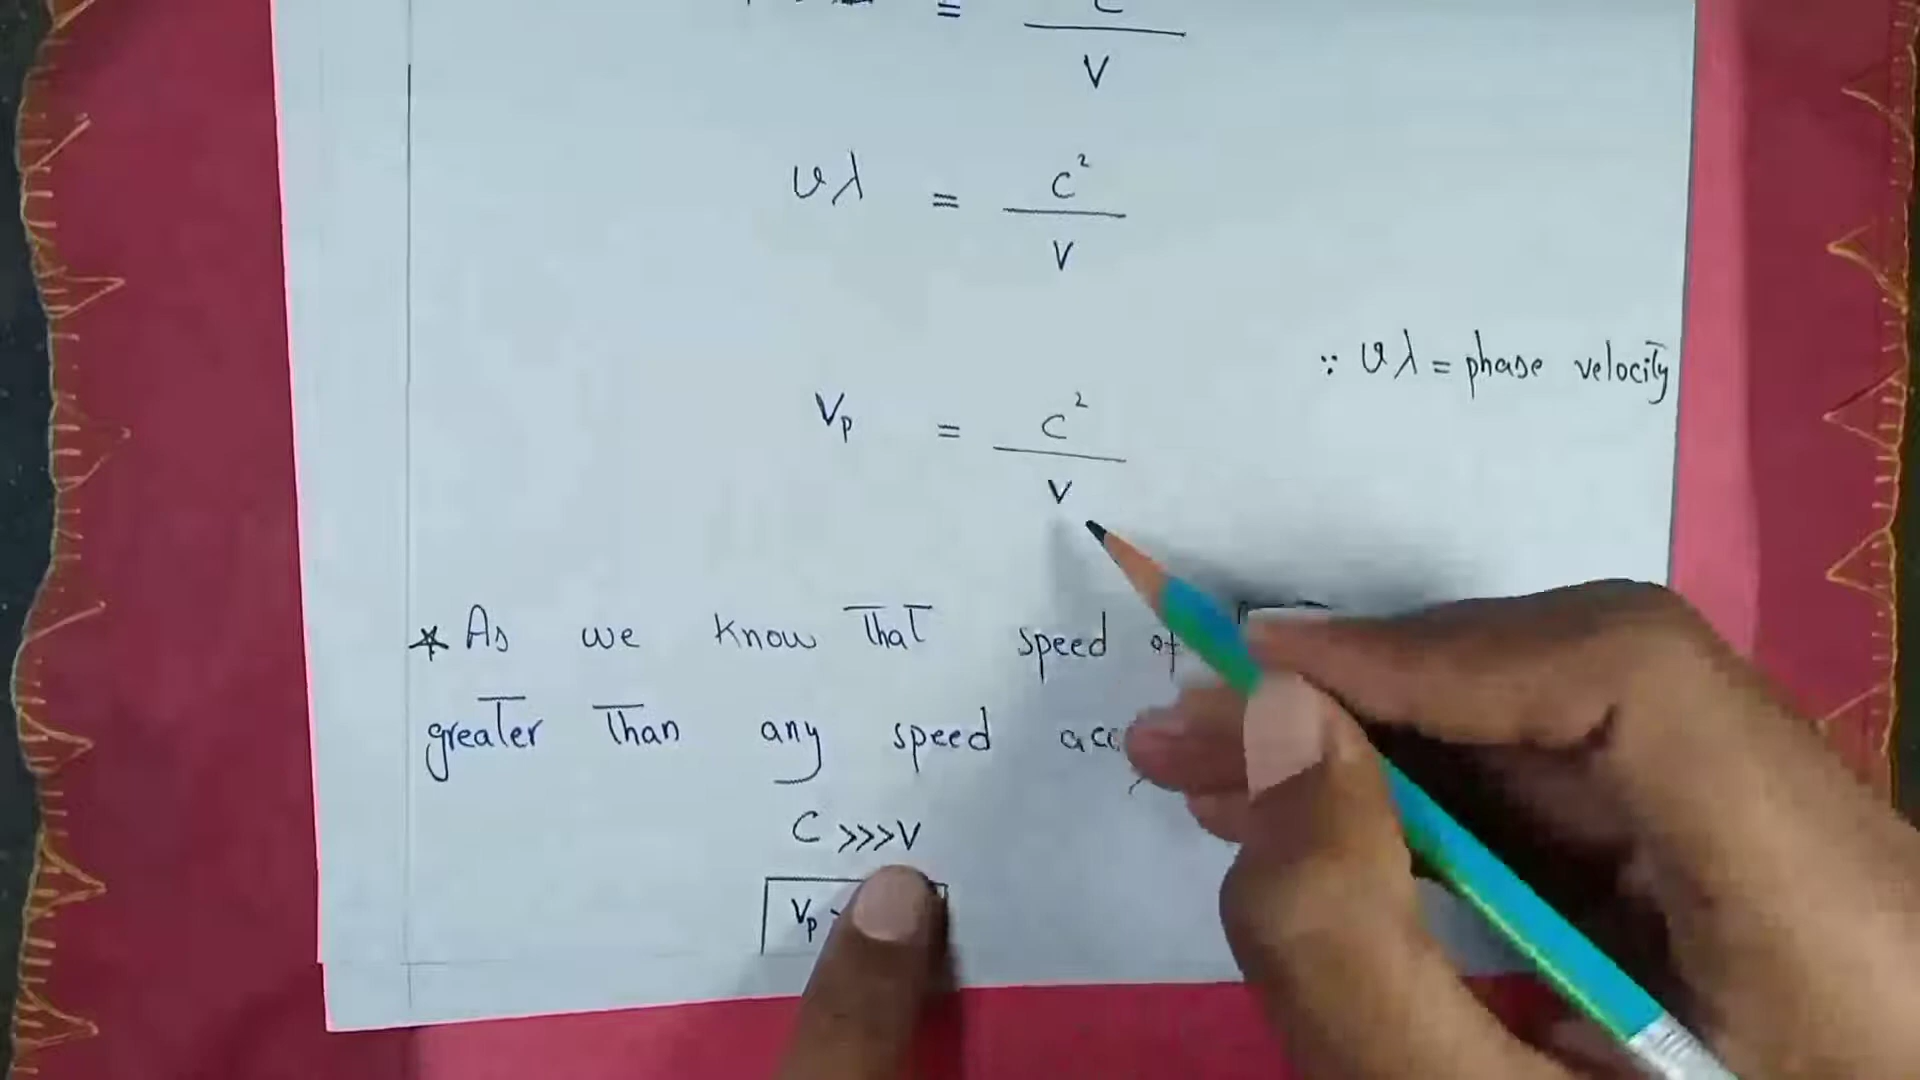 = c / V
υλ = c² / V
∵ υλ = phase velocity
Vp = c² / V
* As we know that speed of
greater than any speed
C >>> V
Vp